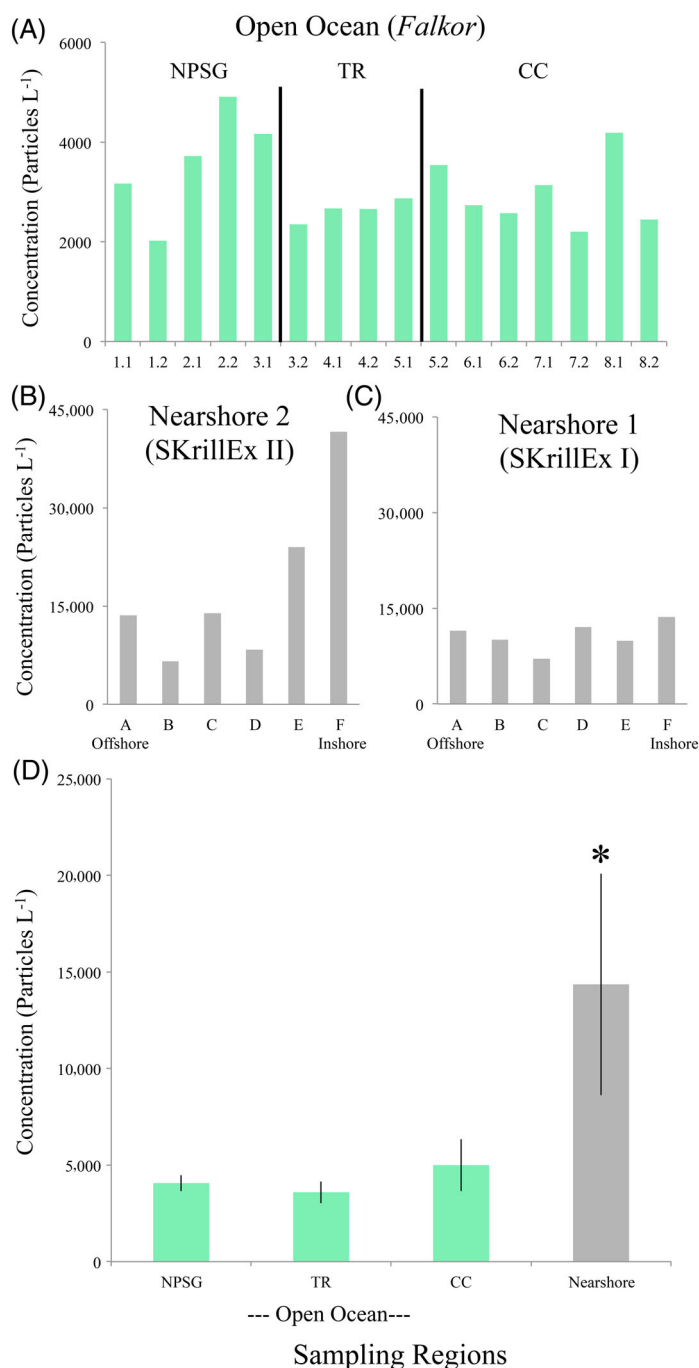 (A)
Open Ocean (Falkor)
NPSG TR CC
Concentration (Particles L-1)
6000
4000
2000
0
1.1 1.2 2.1 2.2 3.1 3.2 4.1 4.2 5.1 5.2 6.1 6.2 7.1 7.2 8.1 8.2
(B)
Nearshore 2
(SKrillEx II)
Concentration (Particles L-1)
45,000
30,000
15,000
0
A B C D E F
Offshore Inshore
(C)
Nearshore 1
(SKrillEx I)
45,000
30,000
15,000
0
A B C D E F
Offshore Inshore
(D)
Concentration (Particles L-1)
25,000
20,000
15,000
10,000
5,000
0
*
NPSG TR CC Nearshore
--- Open Ocean---
Sampling Regions